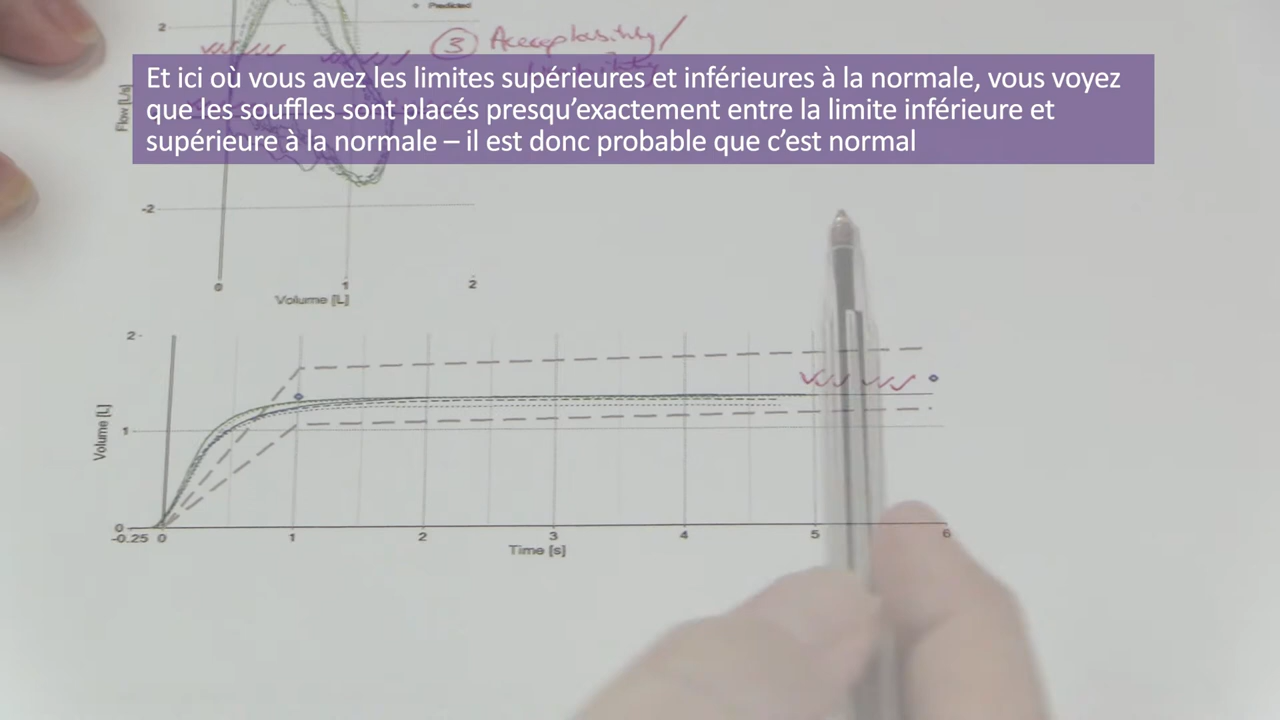 Predicted
2
3 Acceptability/
Et ici où vous avez les limites supérieures et inférieures à la normale, vous voyez
que les souffles sont placés presqu’exactement entre la limite inférieure et
supérieure à la normale – il est donc probable que c’est normal
Flow [L/s]
-2
0 1 2
Volume [L]
2
Volume [L]
1
0
-0.25 0 1 2 3 4 5 6
Time [s]